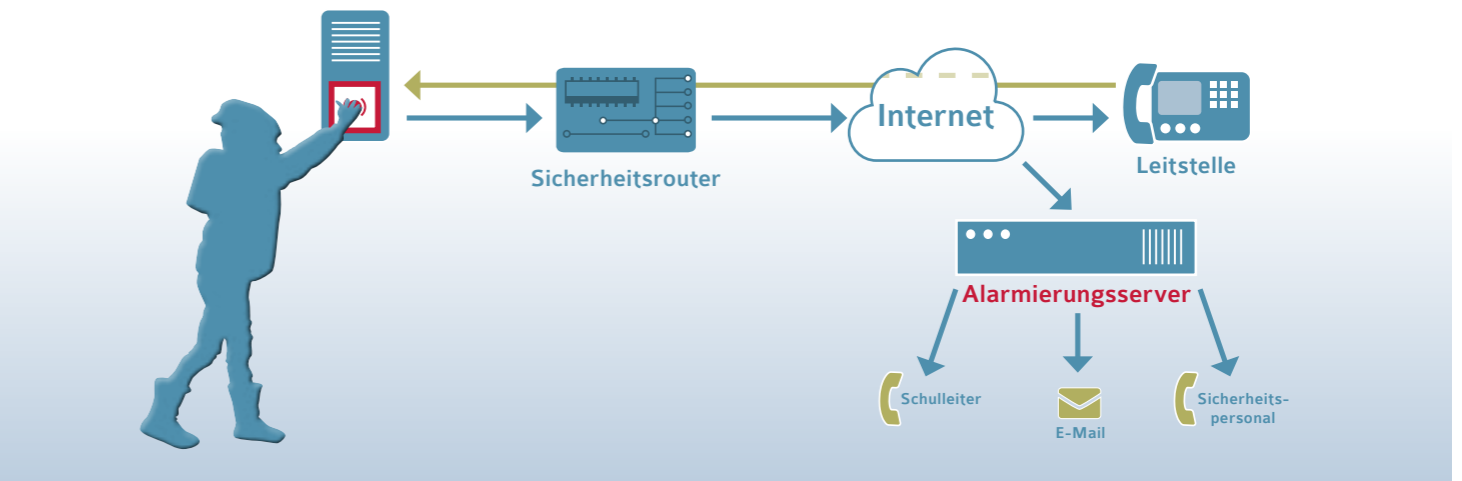 Internet
Leitstelle
Sicherheitsrouter
Alarmierungsserver
Schulleiter
E-Mail
Sicherheits-
personal